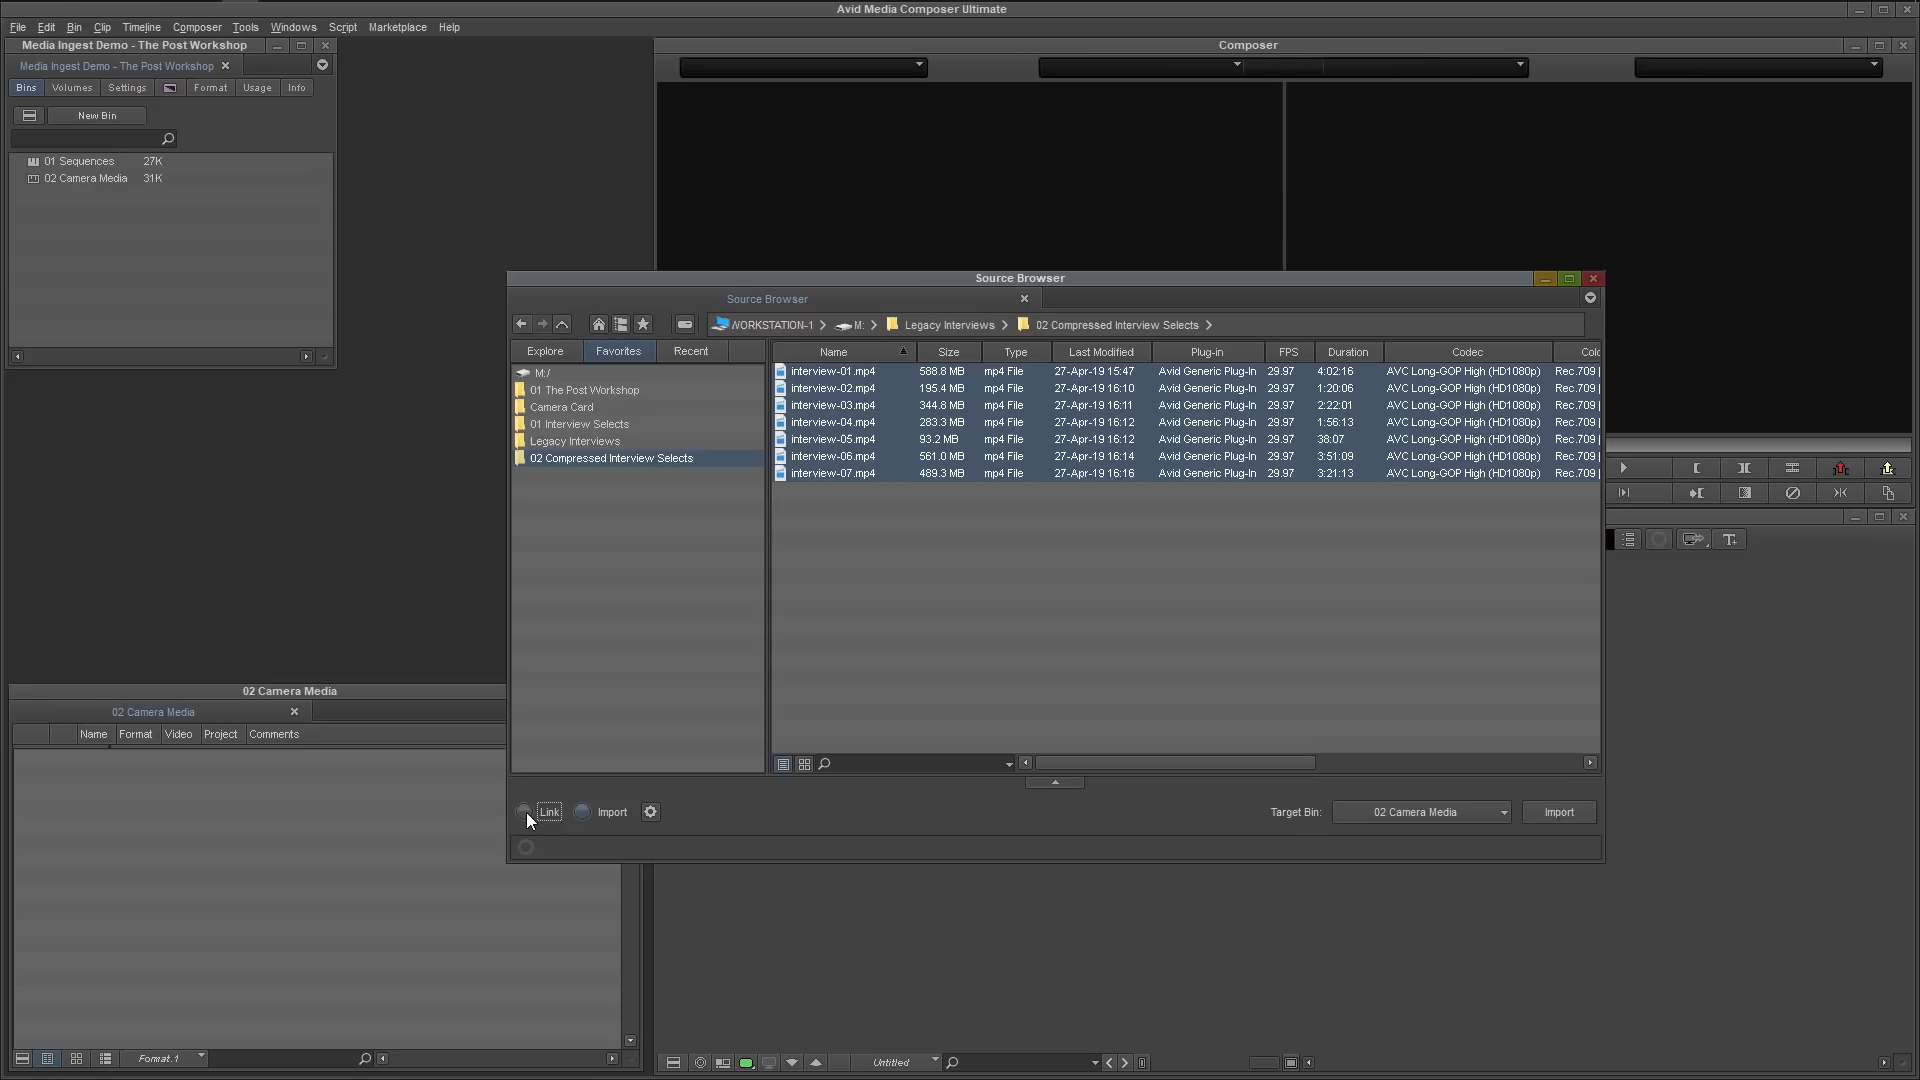 Avid Media Composer Ultimate
File Edit Bin Clip Timeline Composer Tools Windows Script Marketplace Help
Media Ingest Demo - The Post Workshop
Media Ingest Demo - The Post Workshop
Bins Volumes Settings Format Usage Info
New Bin
01 Sequences 27K
02 Camera Media 31K
Composer
Source Browser
Source Browser
WORKSTATION-1 M: Legacy Interviews 02 Compressed Interview Selects
Explore Favorites Recent
M:/
01 The Post Workshop
Camera Card
01 Interview Selects
Legacy Interviews
02 Compressed Interview Selects
Name Size Type Last Modified Plug-in FPS Duration Codec Colo
interview-01.mp4 588.8 MB mp4 File 27-Apr-19 15:47 Avid Generic Plug-In 29.97 4:02:16 AVC Long-GOP High (HD1080p) Rec.709
interview-02.mp4 195.4 MB mp4 File 27-Apr-19 16:10 Avid Generic Plug-In 29.97 1:20:06 AVC Long-GOP High (HD1080p) Rec.709
interview-03.mp4 344.8 MB mp4 File 27-Apr-19 16:11 Avid Generic Plug-In 29.97 2:22:01 AVC Long-GOP High (HD1080p) Rec.709
interview-04.mp4 283.3 MB mp4 File 27-Apr-19 16:12 Avid Generic Plug-In 29.97 1:56:13 AVC Long-GOP High (HD1080p) Rec.709
interview-05.mp4 93.2 MB mp4 File 27-Apr-19 16:12 Avid Generic Plug-In 29.97 38:07 AVC Long-GOP High (HD1080p) Rec.709
interview-06.mp4 561.0 MB mp4 File 27-Apr-19 16:14 Avid Generic Plug-In 29.97 3:51:09 AVC Long-GOP High (HD1080p) Rec.709
interview-07.mp4 489.3 MB mp4 File 27-Apr-19 16:16 Avid Generic Plug-In 29.97 3:21:13 AVC Long-GOP High (HD1080p) Rec.709
Link Import Target Bin: 02 Camera Media Import
02 Camera Media
02 Camera Media
Name Format Video Project Comments
Format.1
Untitled